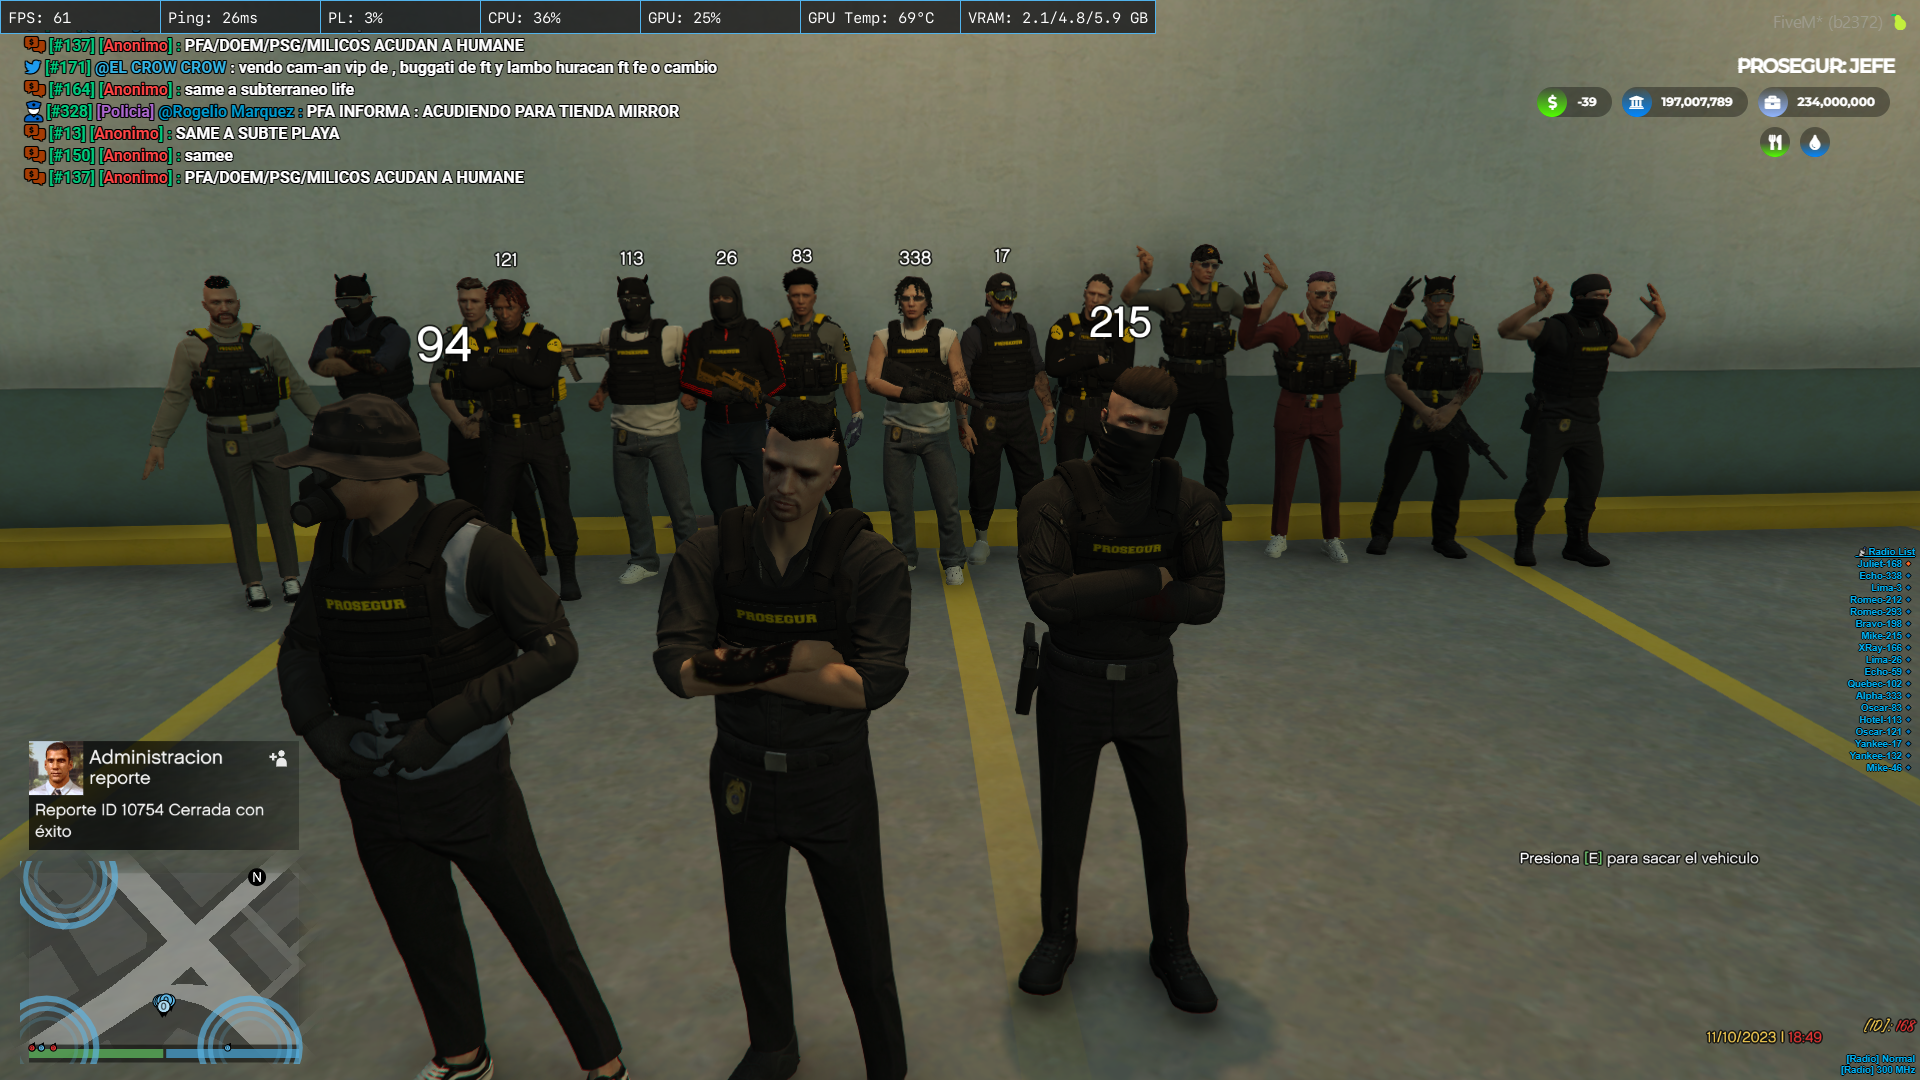 FPS: 61 Ping: 26ms PL: 3% CPU: 36% GPU: 25% GPU Temp: 69°C VRAM: 2.1/4.8/5.9 GB
FiveM* (b2372)
[#137] [Anonimo] : PFA/DOEM/PSG/MILICOS ACUDAN A HUMANE
[#171] @EL CROW CROW : vendo cam-an vip de , buggati de ft y lambo huracan ft fe o cambio
[#164] [Anonimo] : same a subterraneo life
[#328] [Policia] @Rogelio Marquez : PFA INFORMA : ACUDIENDO PARA TIENDA MIRROR
[#13] [Anonimo] : SAME A SUBTE PLAYA
[#150] [Anonimo] : samee
[#137] [Anonimo] : PFA/DOEM/PSG/MILICOS ACUDAN A HUMANE
PROSEGUR: JEFE
-39 197,007,789 234,000,000
121 113 26 83 338 17
94 215
PROSEGUR
PROSEGUR
PROSEGUR
Radio List
Juliet-168
Echo-338
Lima-3
Romeo-212
Romeo-293
Bravo-198
Mike-215
XRay-166
Lima-26
Echo-59
Quebec-102
Alpha-333
Oscar-83
Hotel-113
Oscar-121
Yankee-17
Yankee-132
Mike-46
Administracion
reporte
Reporte ID 10754 Cerrada con
éxito
N
Presiona [E] para sacar el vehiculo
[ID]: 168
11/10/2023 | 18:49
[Radio] Normal
[Radio] 300 MHz